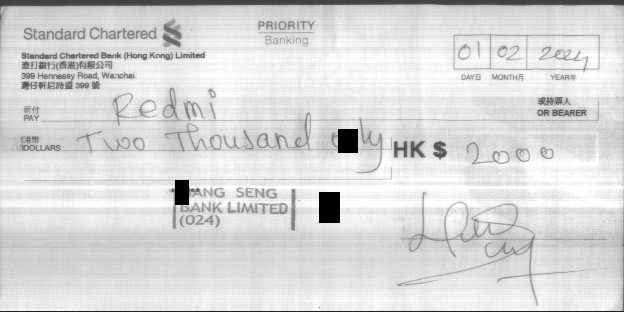 Standard Chartered
PRIORITY
Banking
Standard Chartered Bank (Hong Kong) Limited
渣打銀行(香港)有限公司
399 Hennessy Road, Wanchai
灣仔軒尼詩道 399 號
01 02 2024
DAY日 MONTH月 YEAR年
祈付
PAY Redmi
或持票人
OR BEARER
港幣
DOLLARS Two Thousand
HK $ 2000
ANG SENG
BANK LIMITED
(024)